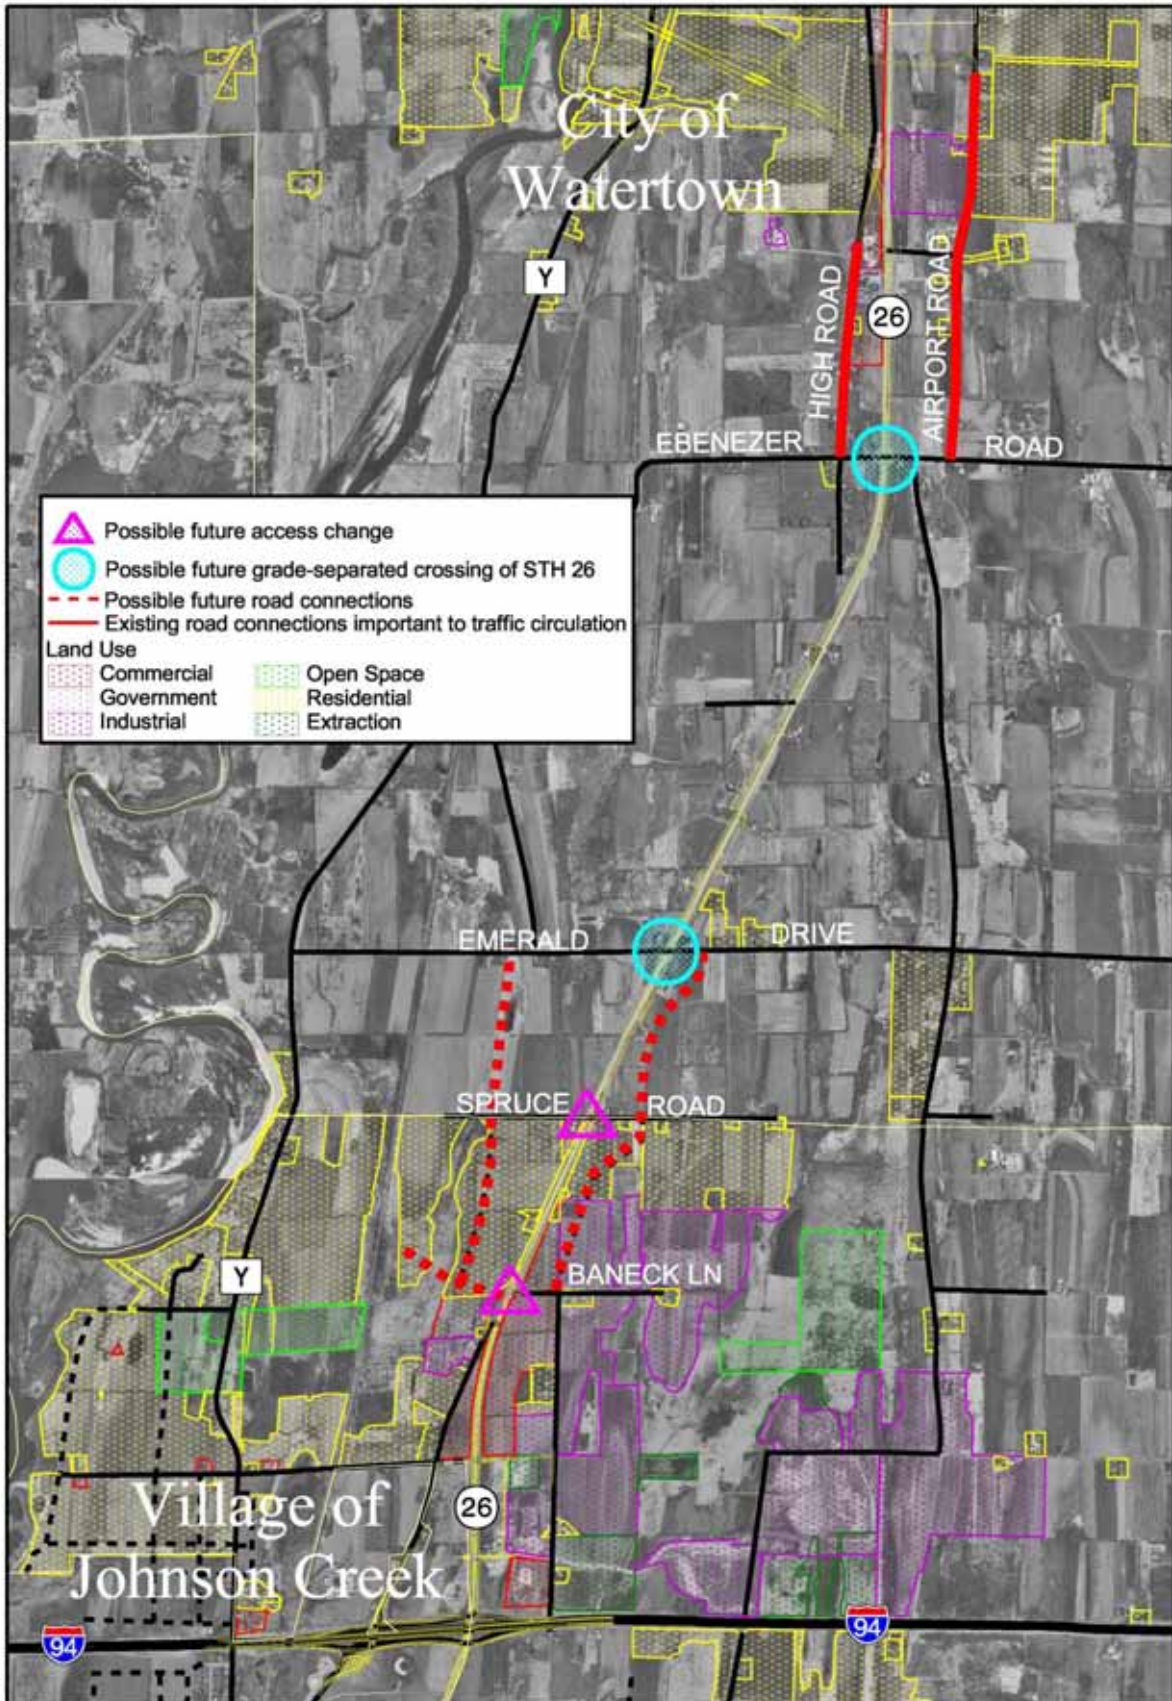 City of
Watertown
Y
HIGH ROAD
26
AIRPORT ROAD
EBENEZER
ROAD
Possible future access change
Possible future grade-separated crossing of STH 26
Possible future road connections
Existing road connections important to traffic circulation
Land Use
Commercial
Open Space
Government
Residential
Industrial
Extraction
EMERALD
DRIVE
SPRUCE
ROAD
BANECK LN
Y
Village of
Johnson Creek
26
94
94